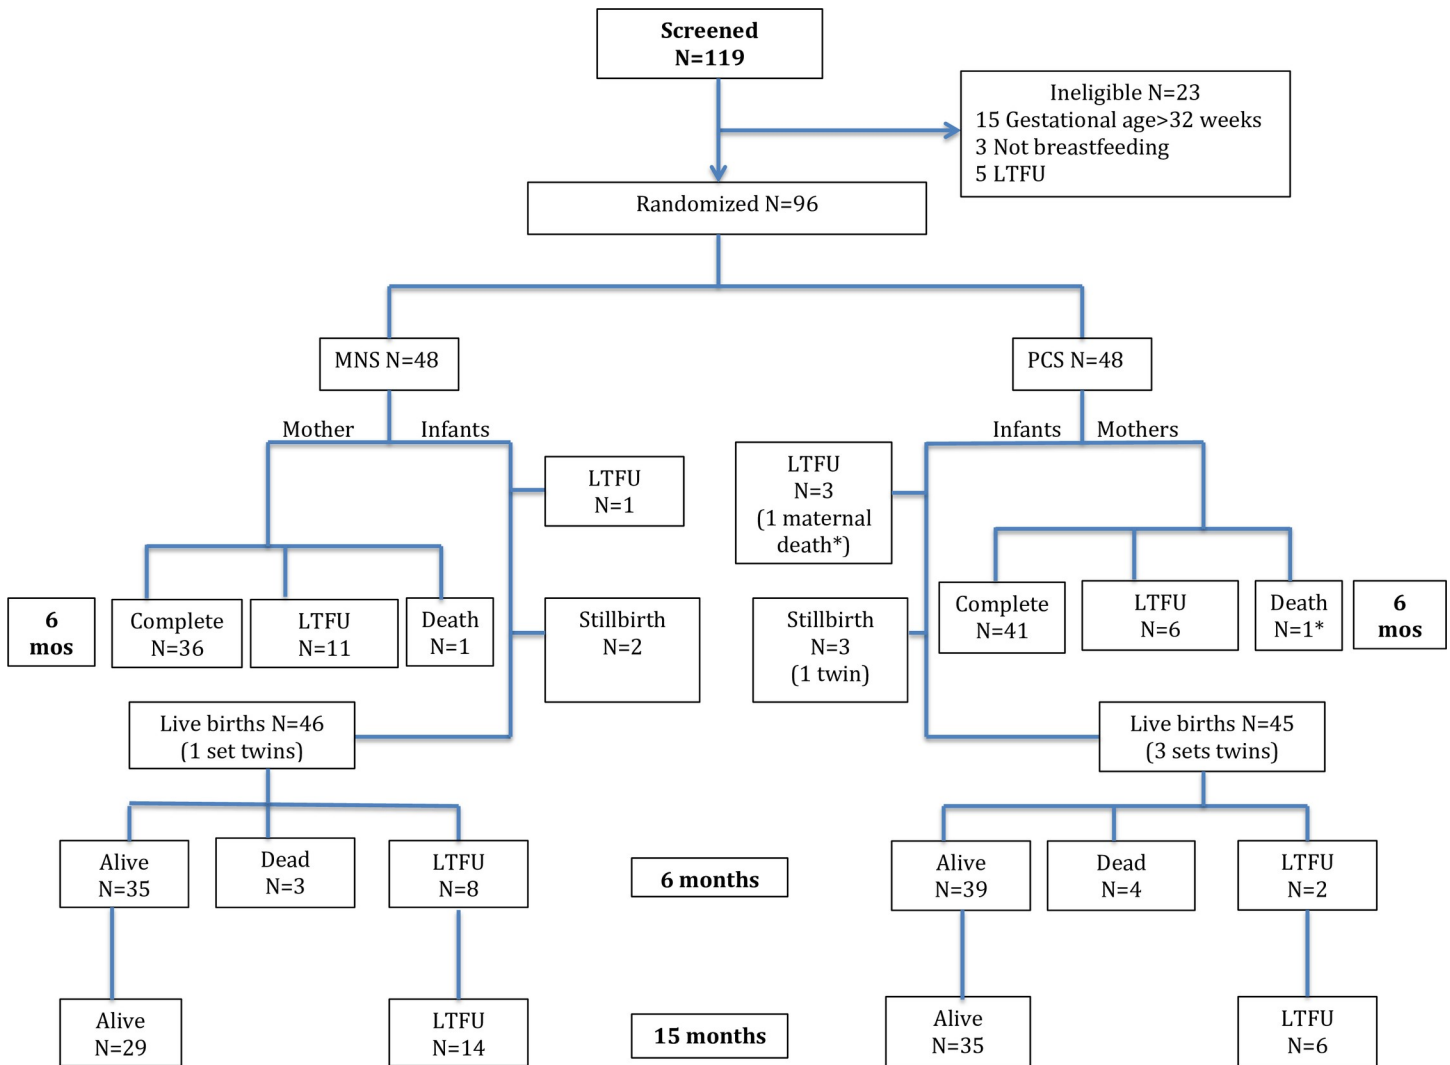 Screened
N=119
Ineligible N=23
15 Gestational age>32 weeks
3 Not breastfeeding
5 LTFU
Randomized N=96
MNS N=48
PCS N=48
Mother
Infants
Infants
Mothers
LTFU
N=1
LTFU
N=3
(1 maternal
death*)
6
mos
Complete
N=36
LTFU
N=11
Death
N=1
Stillbirth
N=2
Stillbirth
N=3
(1 twin)
Complete
N=41
LTFU
N=6
Death
N=1*
6
mos
Live births N=46
(1 set twins)
Live births N=45
(3 sets twins)
Alive
N=35
Dead
N=3
LTFU
N=8
6 months
Alive
N=39
Dead
N=4
LTFU
N=2
Alive
N=29
LTFU
N=14
15 months
Alive
N=35
LTFU
N=6